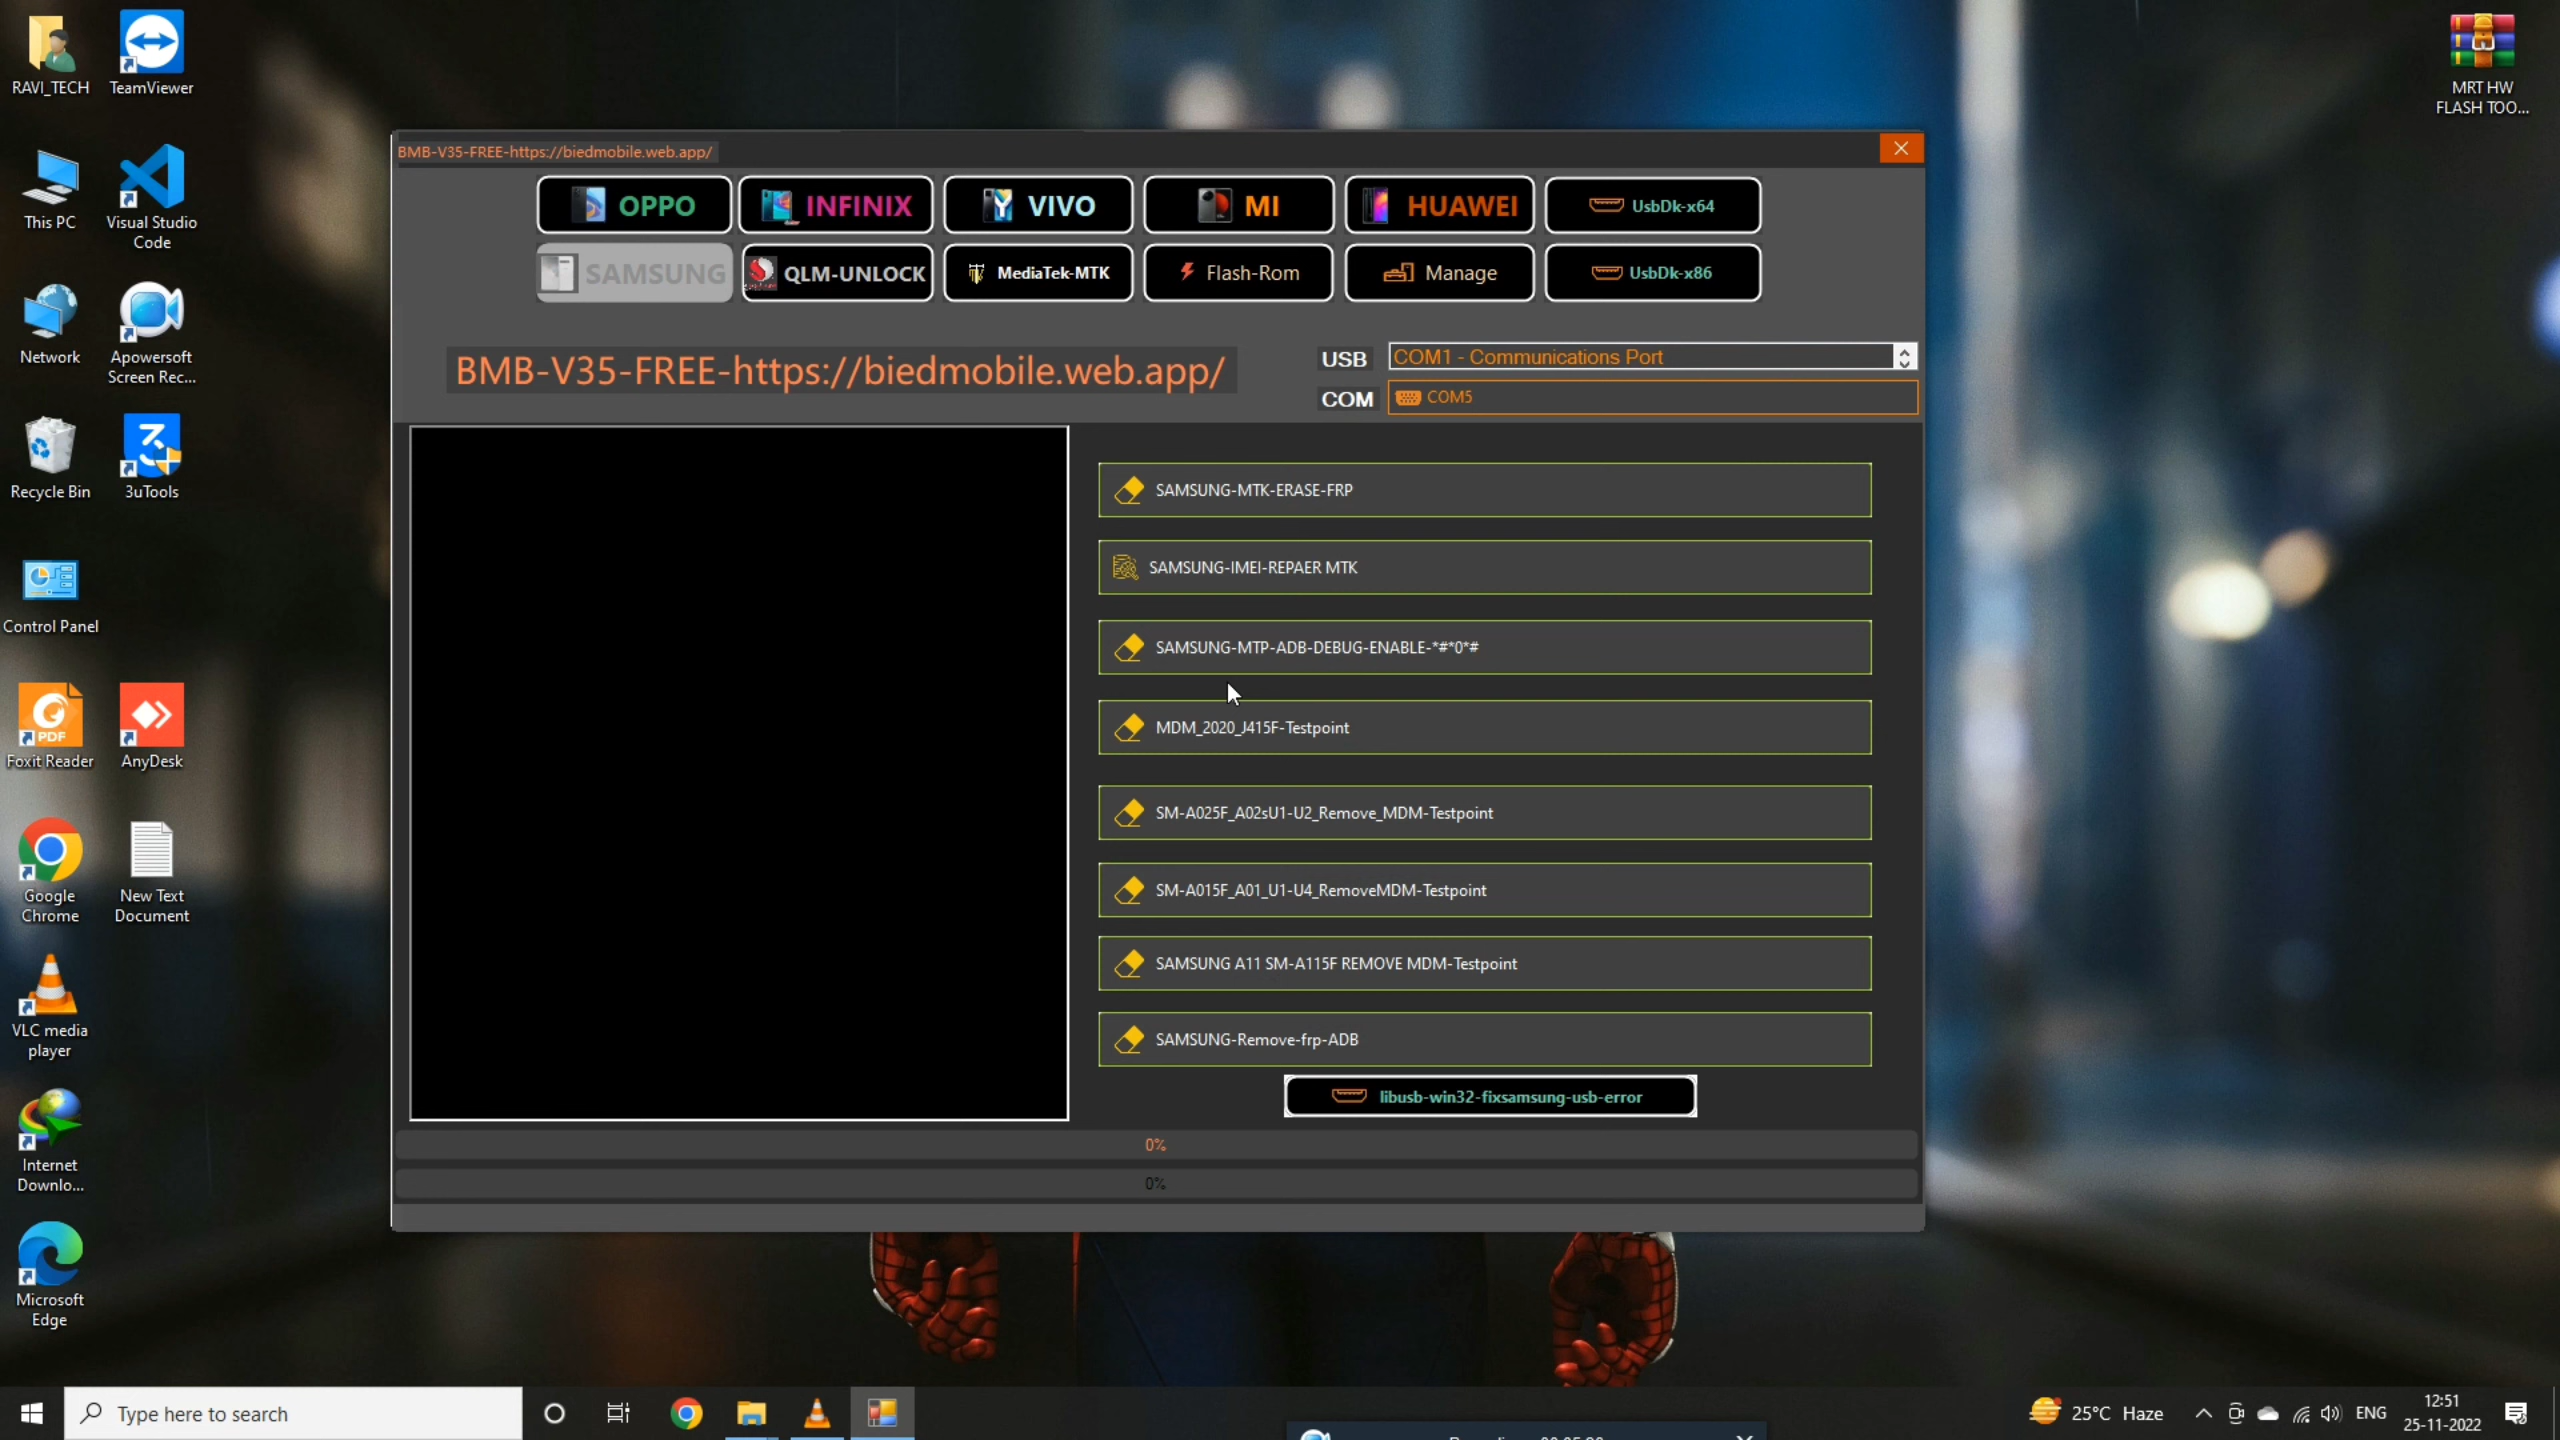 RAVI_TECH
TeamViewer
MRT HW
FLASH TOO...
This PC
Visual Studio
Code
Network
Apowersoft
Screen Rec...
Recycle Bin
3uTools
Control Panel
Foxit Reader
AnyDesk
Google
Chrome
New Text
Document
VLC media
player
Internet
Downlo...
Microsoft
Edge
BMB-V35-FREE-https://biedmobile.web.app/
OPPO
INFINIX
VIVO
MI
HUAWEI
UsbDk-x64
SAMSUNG
QLM-UNLOCK
MediaTek-MTK
Flash-Rom
Manage
UsbDk-x86
BMB-V35-FREE-https://biedmobile.web.app/
USB
COM1 - Communications Port
COM
COM5
SAMSUNG-MTK-ERASE-FRP
SAMSUNG-IMEI-REPAER MTK
SAMSUNG-MTP-ADB-DEBUG-ENABLE-*#*0*#
MDM_2020_J415F-Testpoint
SM-A025F_A02sU1-U2_Remove_MDM-Testpoint
SM-A015F_A01_U1-U4_RemoveMDM-Testpoint
SAMSUNG A11 SM-A115F REMOVE MDM-Testpoint
SAMSUNG-Remove-frp-ADB
libusb-win32-fixsamsung-usb-error
0%
0%
Type here to search
25°C Haze
ENG
12:51
25-11-2022